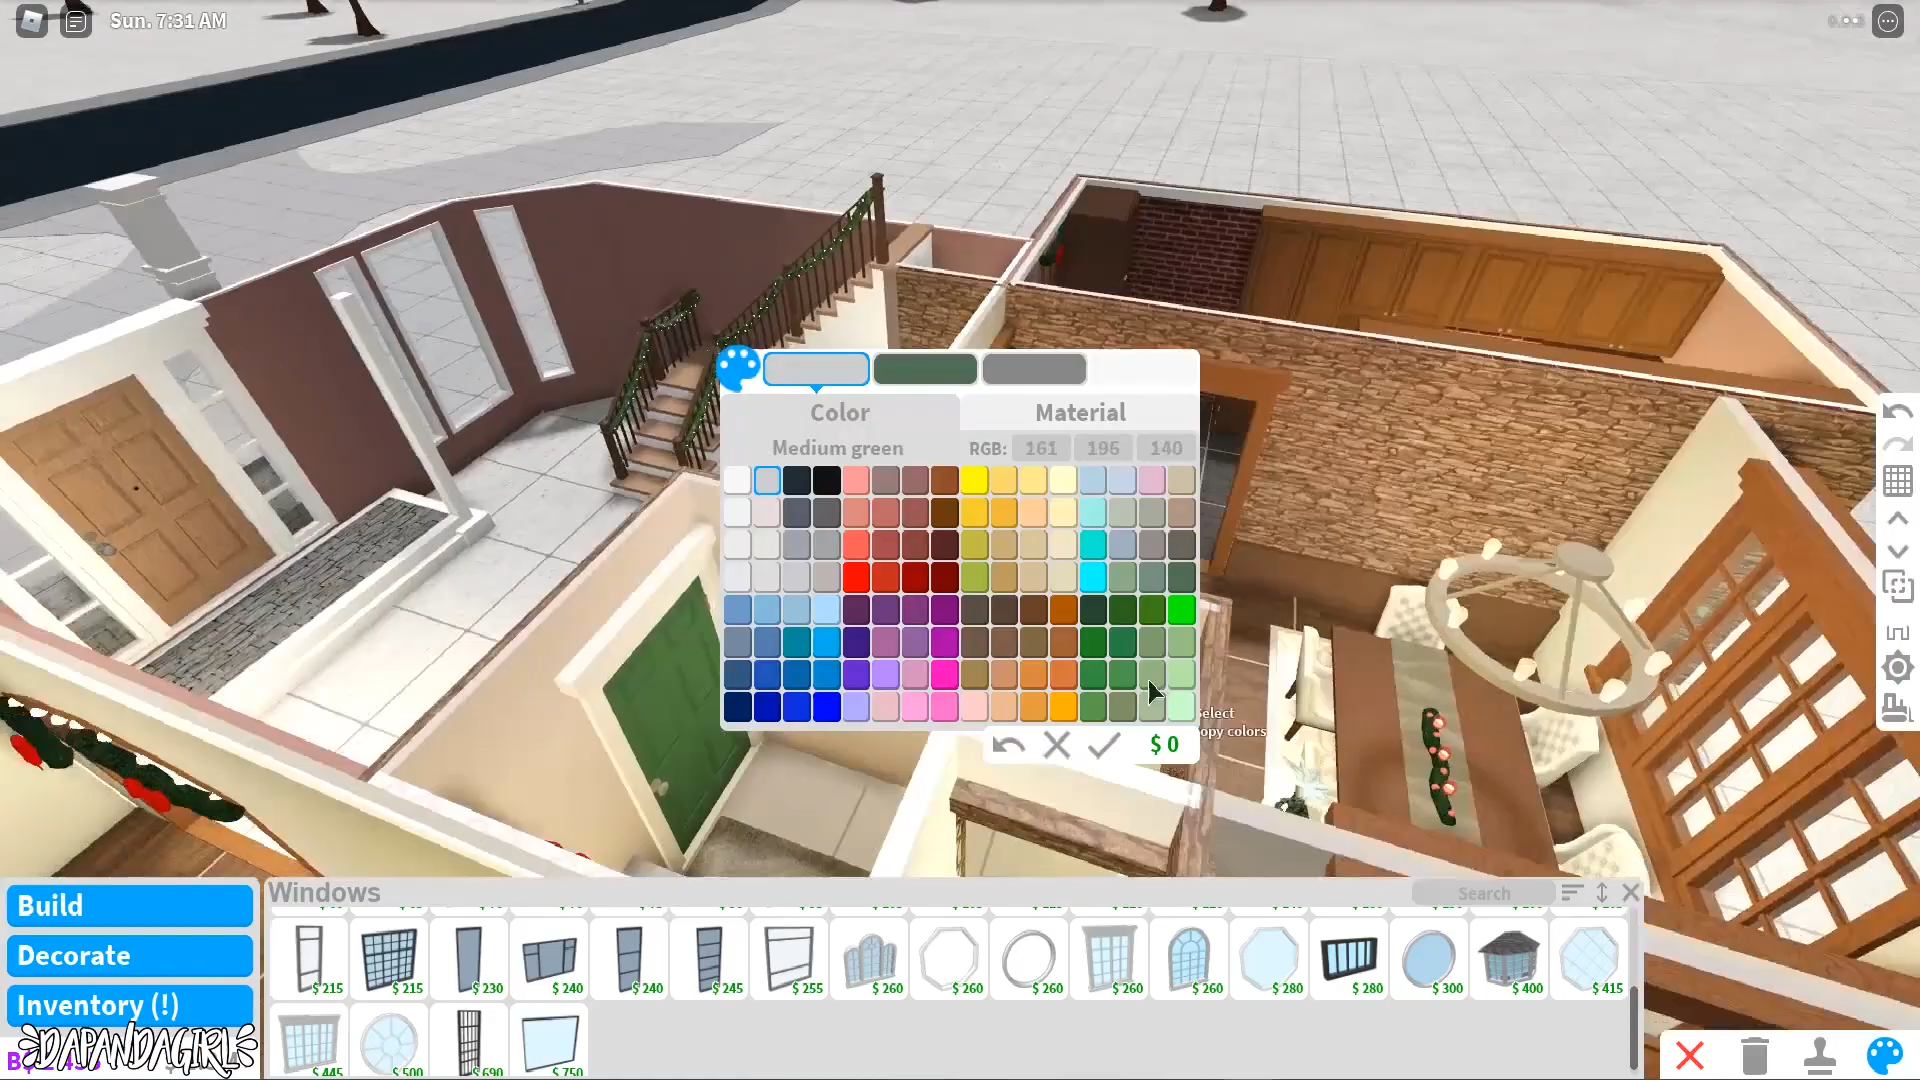 Sun. 7:31 AM
Color
Material
Medium green
RGB: 161 196 140
Select
opy colors
$ 0
Windows
Search
Build
Decorate
Inventory (!)
DAPANDAGIRL
$ 215 $ 215 $ 230 $ 240 $ 240 $ 245 $ 255 $ 260 $ 260 $ 260 $ 260 $ 260 $ 280 $ 280 $ 300 $ 400 $ 415
$ 445 $ 500 $ 690 $ 750